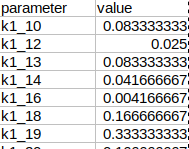 parameter value
k1_10 0.083333333
k1_12 0.025
k1_13 0.083333333
k1_14 0.041666667
k1_16 0.004166667
k1_18 0.166666667
k1_19 0.333333333